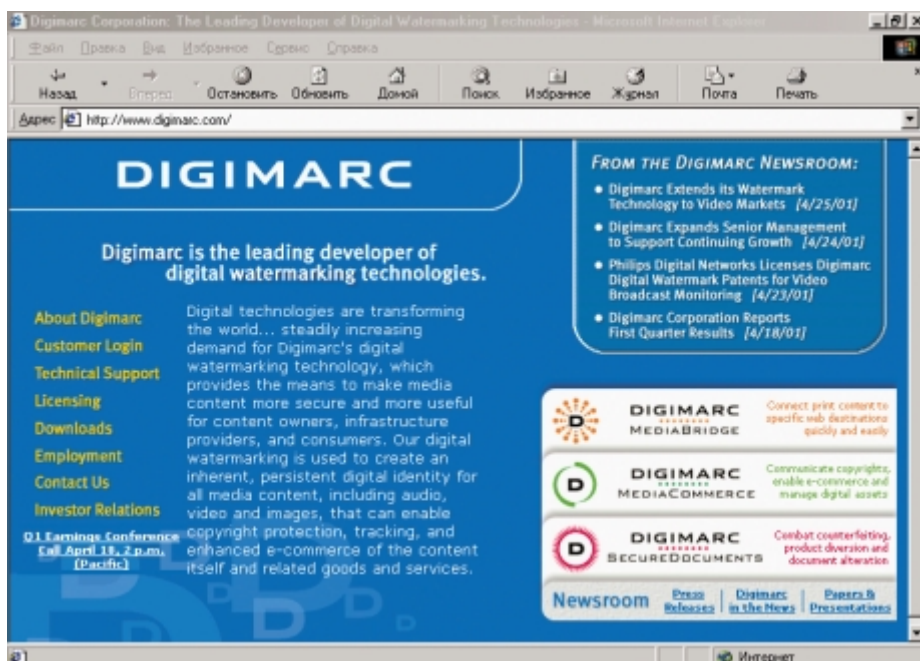 Digimarc Corporation: The Leading Developer of Digital Watermarking Technologies - Microsoft Internet Explorer
Файл Правка Вид Избранное Сервис Справка
Назад Вперед Остановить Обновить Домой Поиск Избранное Журнал Почта Печать
Адрес http://www.digimarc.com/
DIGIMARC
Digimarc is the leading developer of
digital watermarking technologies.
About Digimarc
Customer Login
Technical Support
Licensing
Downloads
Employment
Contact Us
Investor Relations
Q1 Earnings Conference
Call April 18, 2 p.m.
(Pacific)
Digital technologies are transforming
the world... steadily increasing
demand for Digimarc's digital
watermarking technology, which
provides the means to make media
content more secure and more useful
for content owners, infrastructure
providers, and consumers. Our digital
watermarking is used to create an
inherent, persistent digital identity for
all media content, including audio,
video and images, that can enable
copyright protection, tracking, and
enhanced e-commerce of the content
itself and related goods and services.
FROM THE DIGIMARC NEWSROOM:
• Digimarc Extends its Watermark
Technology to Video Markets [4/25/01]
• Digimarc Expands Senior Management
to Support Continuing Growth [4/24/01]
• Philips Digital Networks Licenses Digimarc
Digital Watermark Patents for Video
Broadcast Monitoring [4/23/01]
• Digimarc Corporation Reports
First Quarter Results [4/18/01]
D
DIGIMARC
MEDIABRIDGE
Connect print content to
specific web destinations
quickly and easily
D
DIGIMARC
MEDIACOMMERCE
Communicate copyrights,
enable e-commerce and
manage digital assets
D
DIGIMARC
SECUREDOCUMENTS
Combat counterfeiting,
product diversion and
document alteration
Newsroom
Press
Releases
Digimarc
in the News
Papers &
Presentations
Интернет